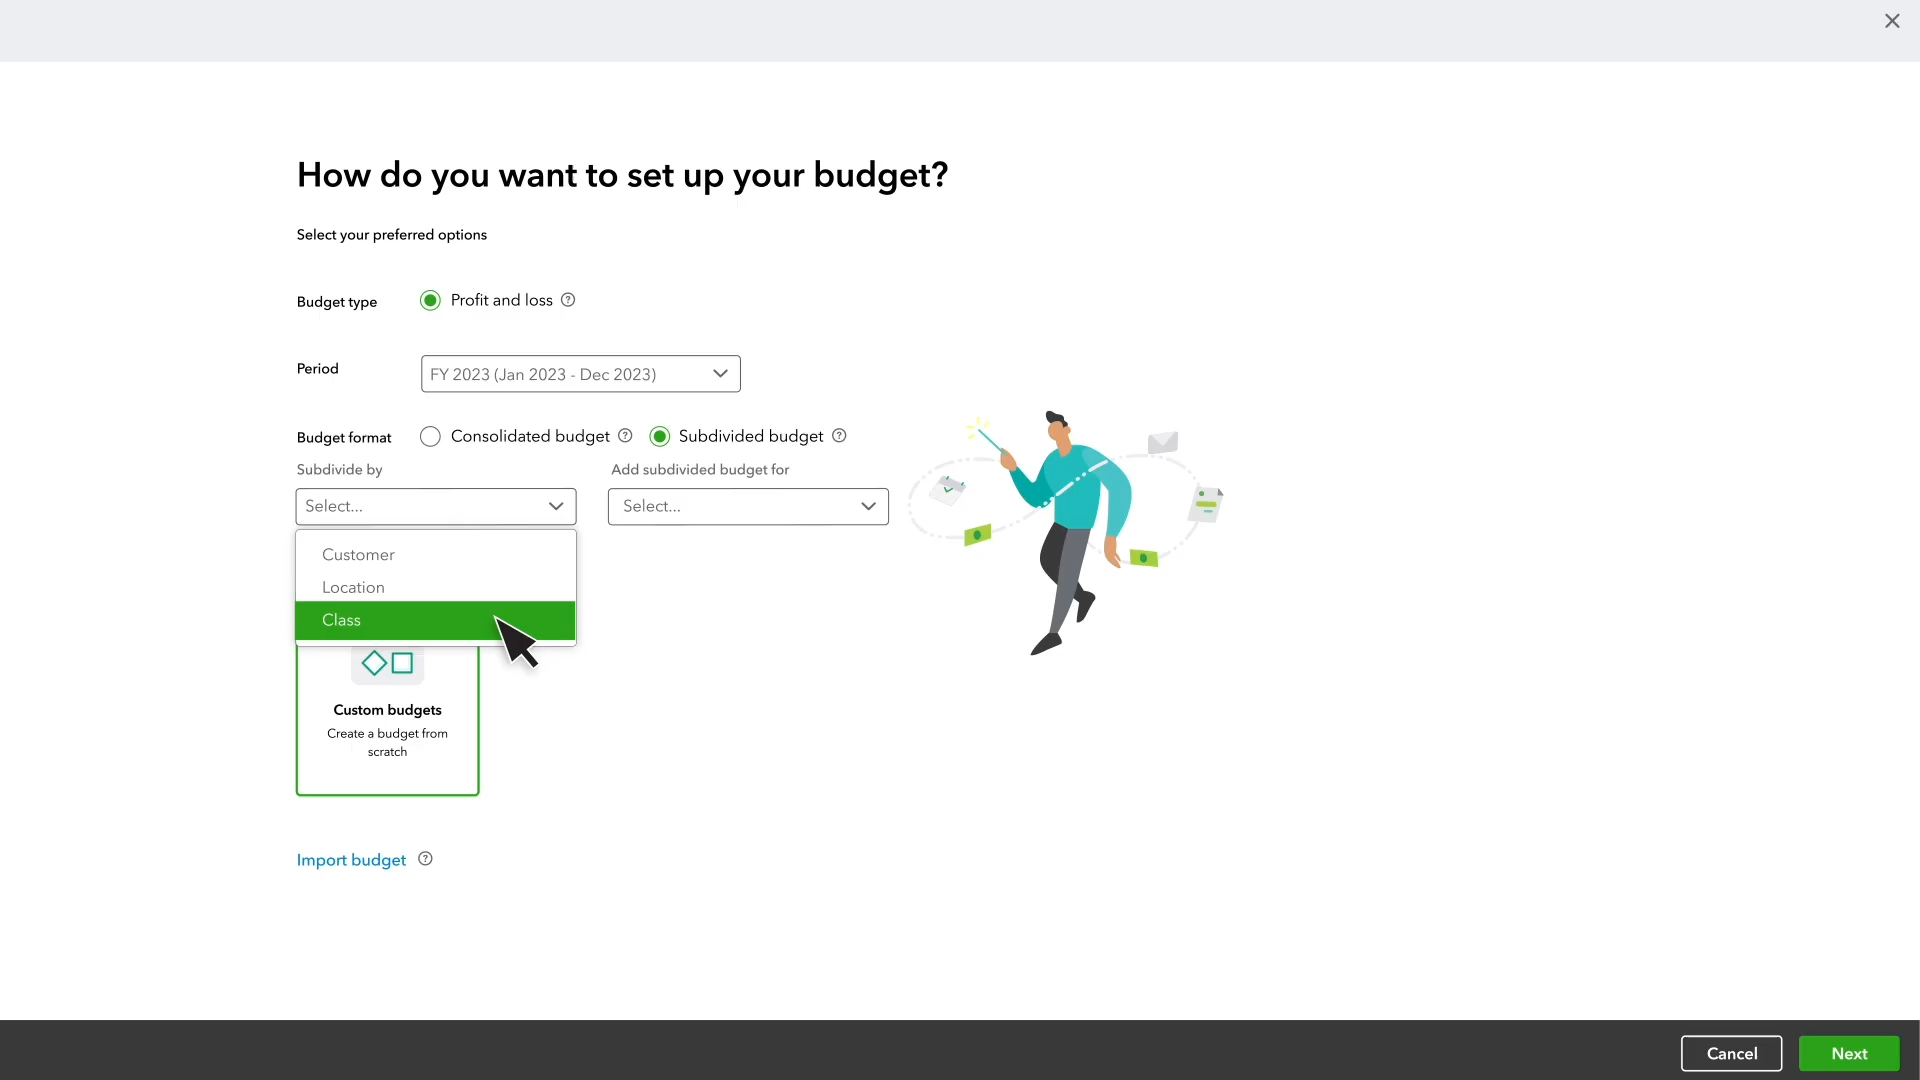 How do you want to set up your budget?
Select your preferred options
Budget type
Profit and loss
Period
FY 2023 (Jan 2023 - Dec 2023)
Budget format
Consolidated budget
Subdivided budget
Subdivide by
Add subdivided budget for
Select...
Select...
Customer
Location
Class
Custom budgets
Create a budget from
scratch
Import budget
Cancel
Next